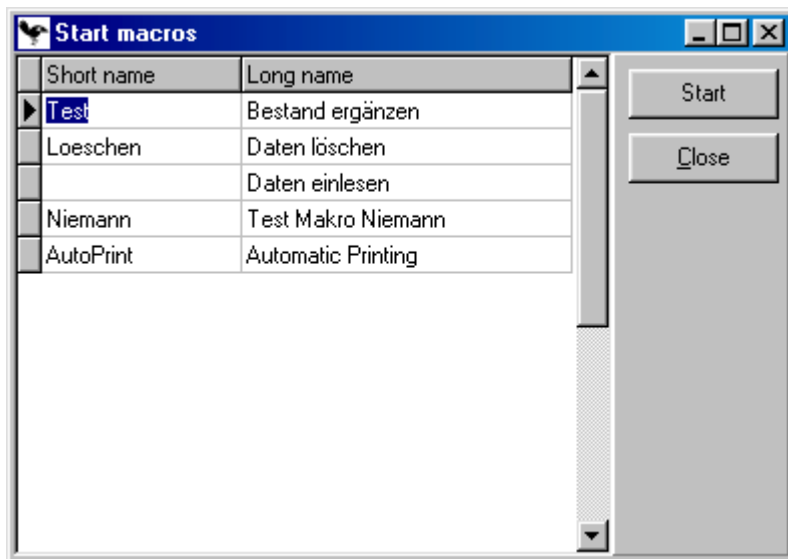 Start macros
Short name Long name
Test Bestand ergänzen
Loeschen Daten löschen
Daten einlesen
Niemann Test Makro Niemann
AutoPrint Automatic Printing
Start
Close